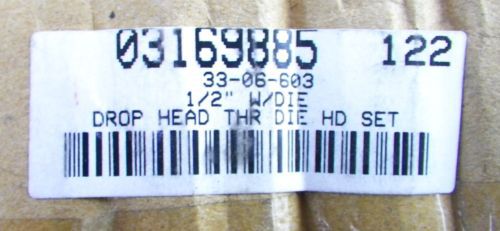 03169885 122
33-06-603
1/2" W/DIE
DROP HEAD THR DIE HD SET